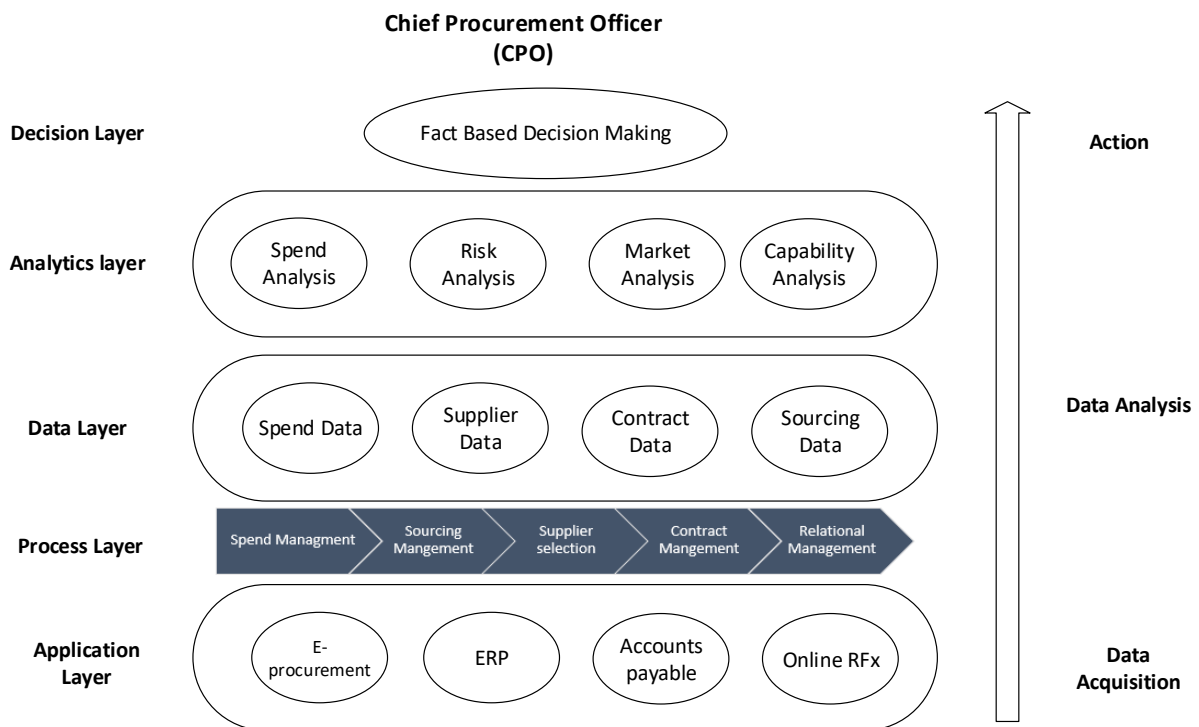 Chief Procurement Officer
(CPO)
Decision Layer
Fact Based Decision Making
Action
Analytics layer
Spend
Analysis
Risk
Analysis
Market
Analysis
Capability
Analysis
Data Analysis
Data Layer
Spend Data
Supplier
Data
Contract
Data
Sourcing
Data
Process Layer
Spend Managment
Sourcing
Mangement
Supplier
selection
Contract
Mangement
Relational
Management
Application
Layer
E-
procurement
ERP
Accounts
payable
Online RFx
Data
Acquisition